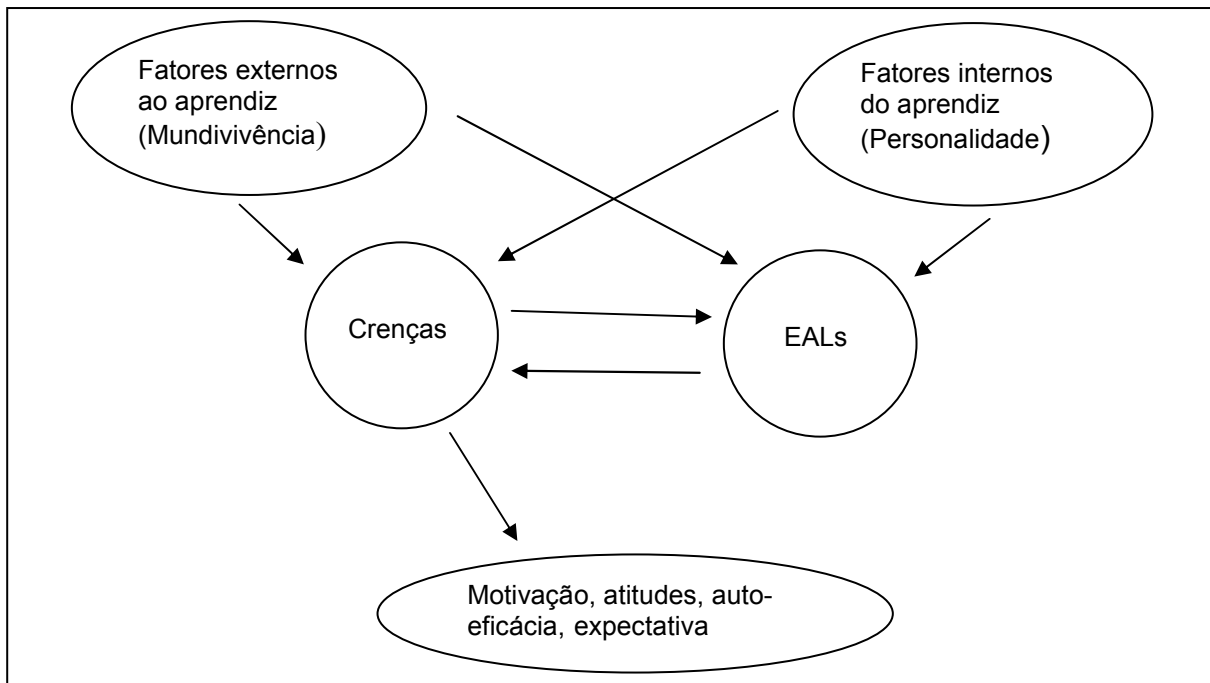 Fatores externos
ao aprendiz
(Mundivivência)
Fatores internos
do aprendiz
(Personalidade)
Crenças
EALs
Motivação, atitudes, auto-
eficácia, expectativa